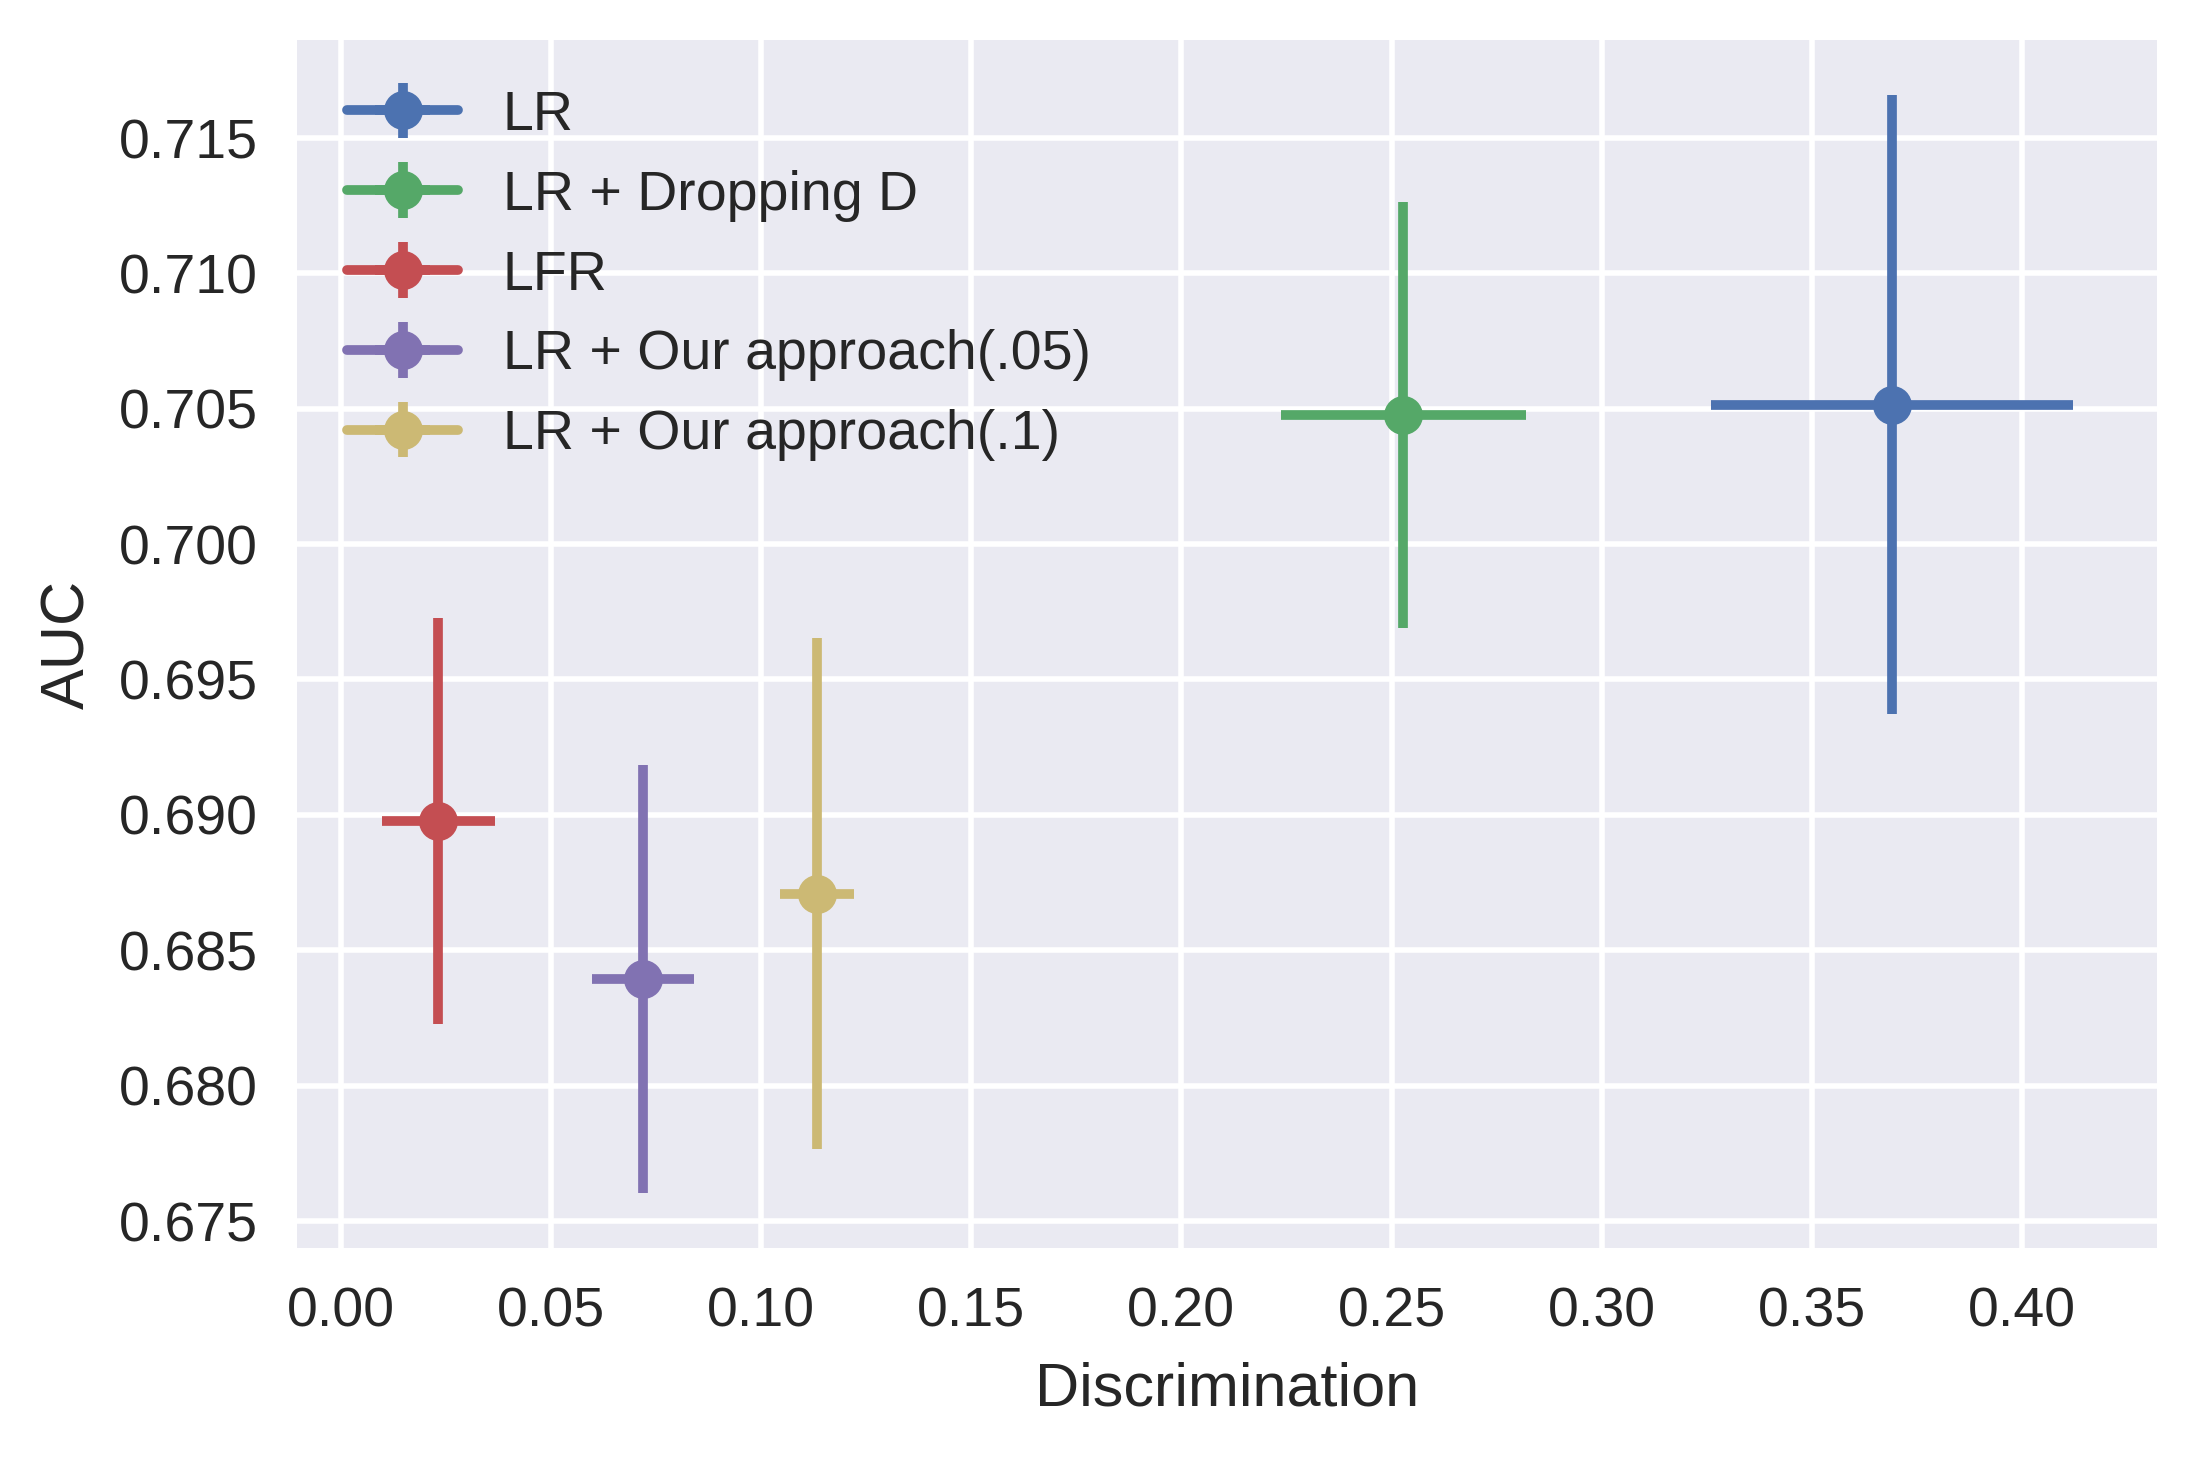 LR
LR + Dropping D
LFR
LR + Our approach(.05)
LR + Our approach(.1)
0.715
0.710
0.705
0.700
0.695
0.690
0.685
0.680
0.675
AUC
0.00 0.05 0.10 0.15 0.20 0.25 0.30 0.35 0.40
Discrimination